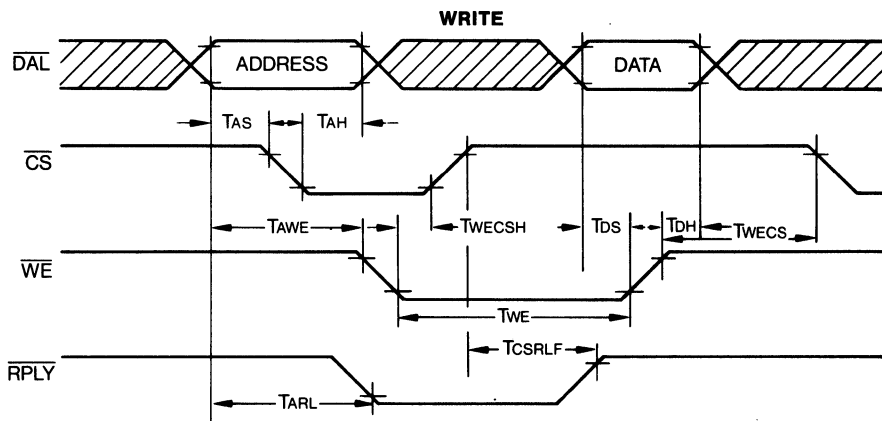 WRITE
DAL ADDRESS DATA
TAS TAH
CS
TAWE TWECSH TDS TDH TWECS
WE
TWE
TCSRLF
RPLY
TARL